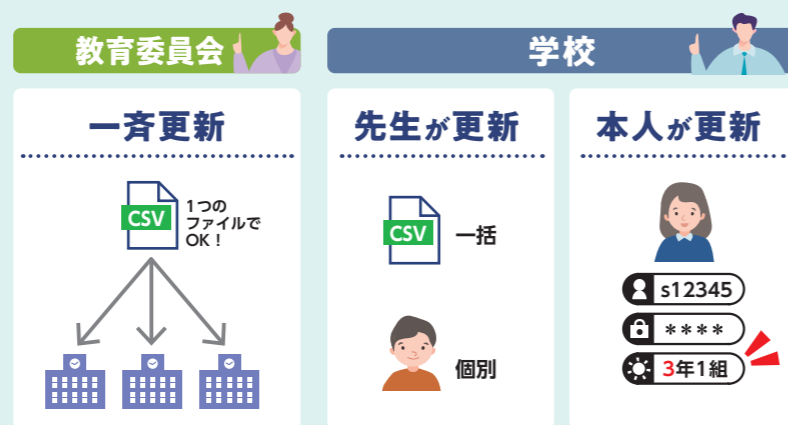 教育委員会
学校
一斉更新
CSV
1つの
ファイルで
OK！
先生が更新
CSV
一括
個別
本人が更新
s12345
****
3年1組